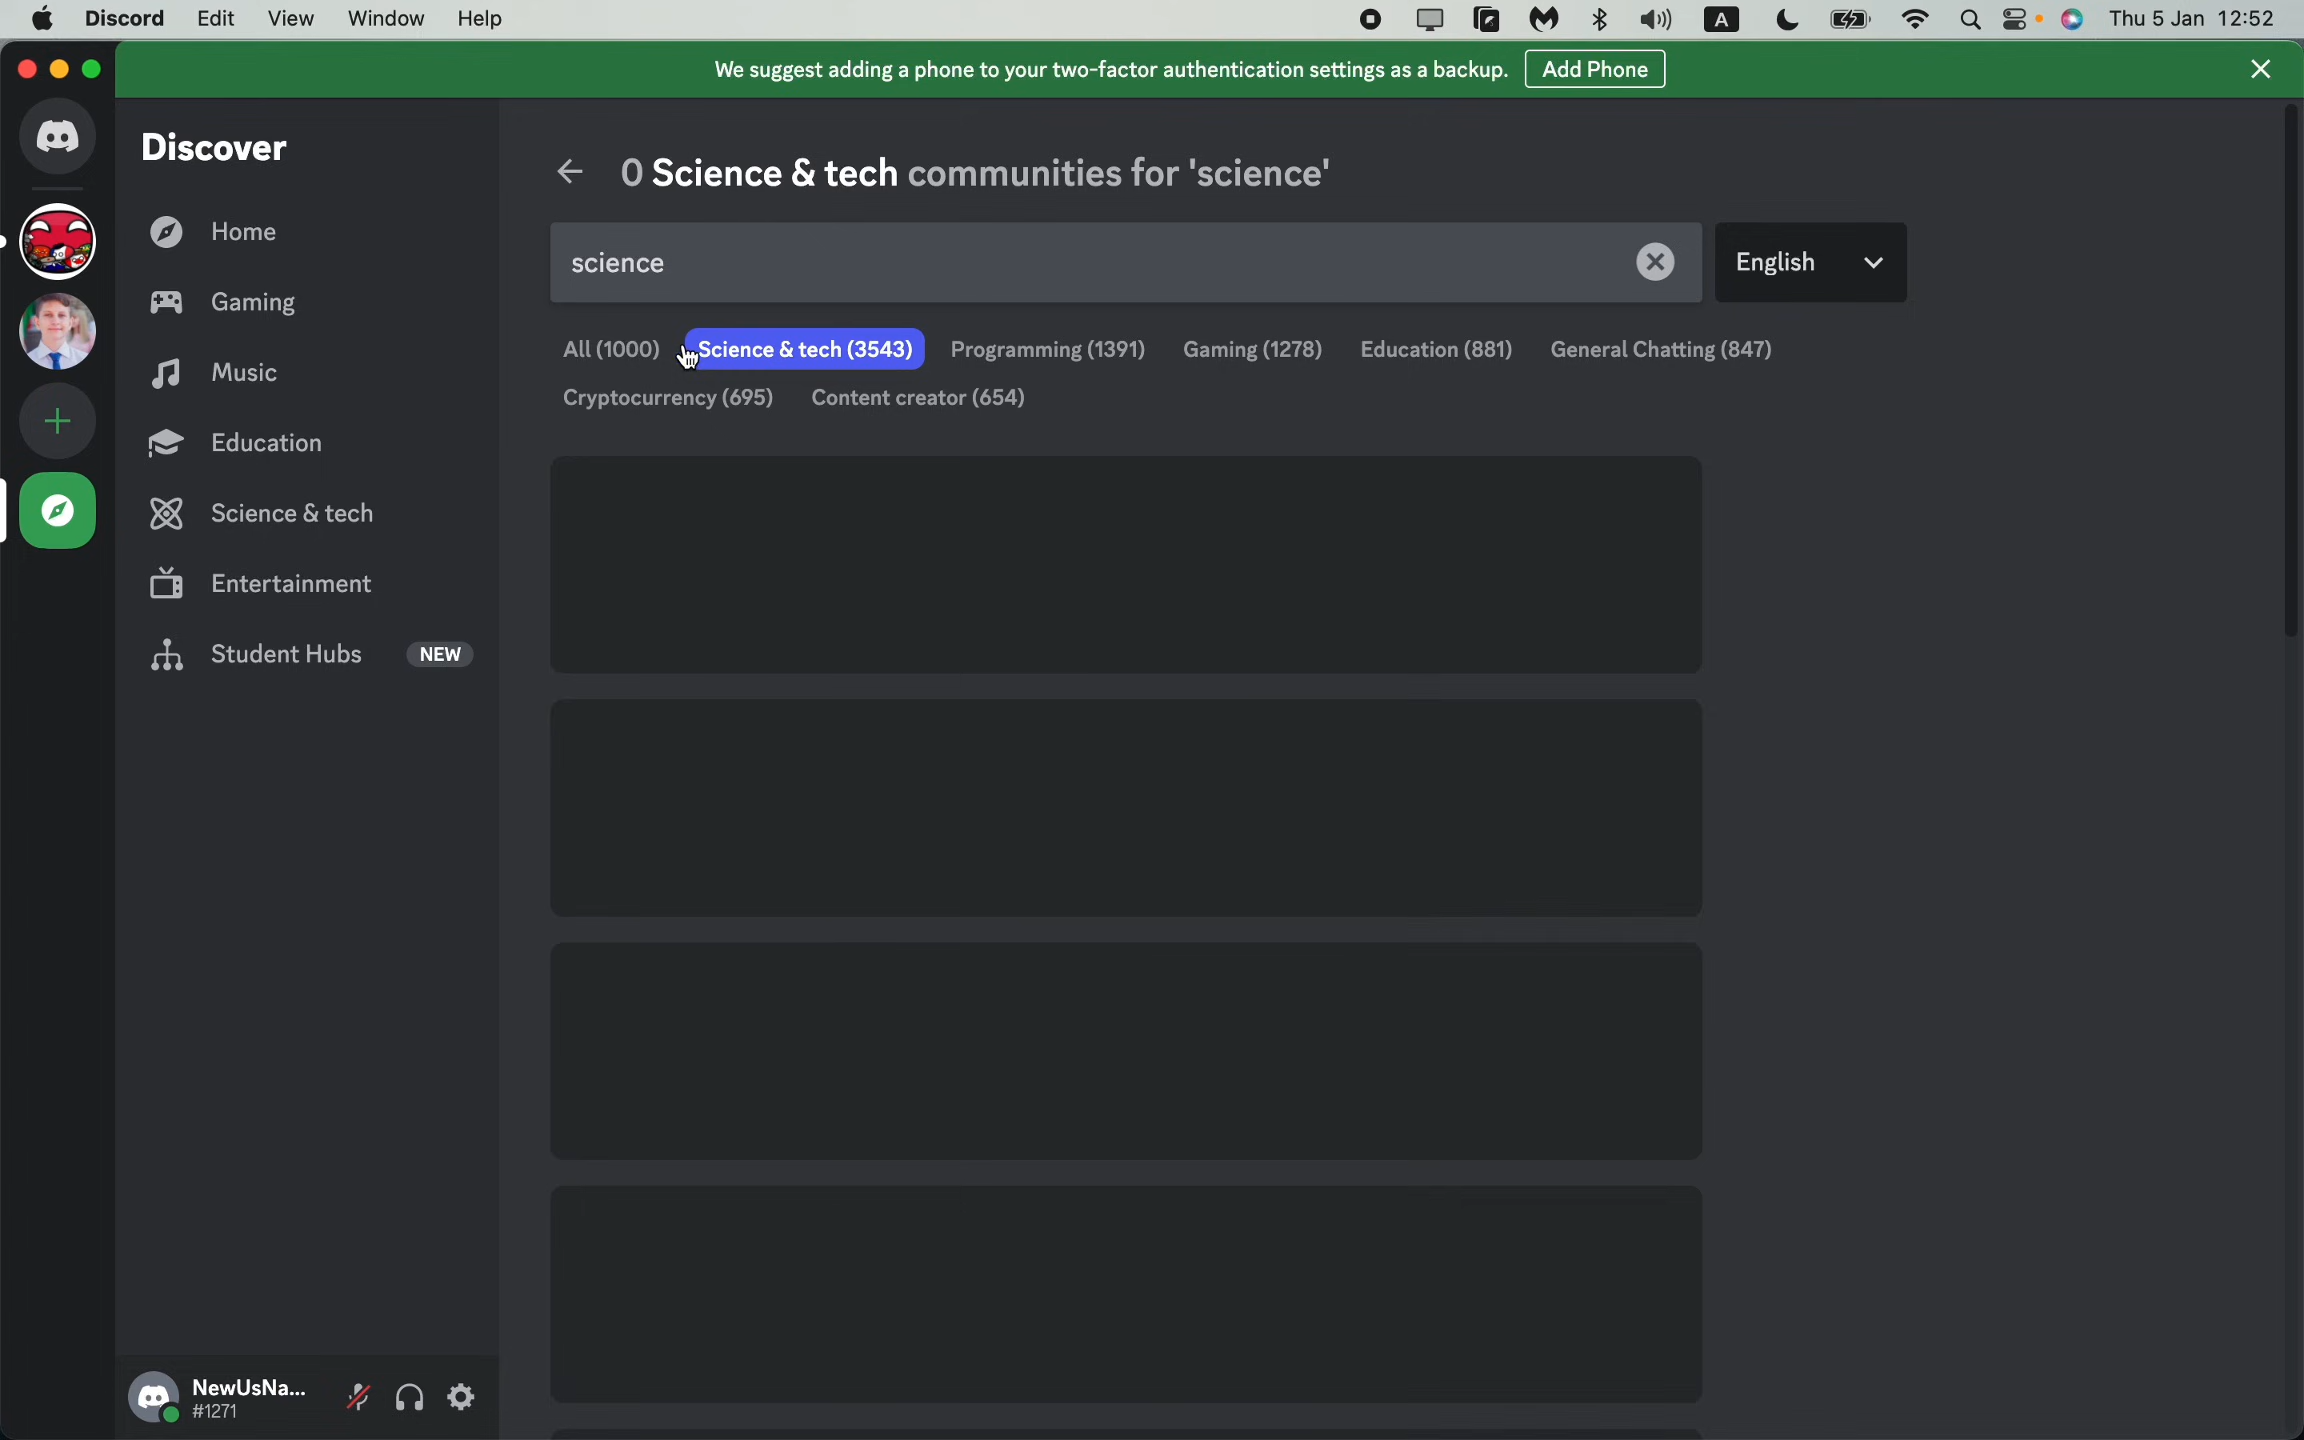 Discord Edit View Window Help
A Thu 5 Jan 12:52
We suggest adding a phone to your two-factor authentication settings as a backup. Add Phone
Discover
Home
Gaming
Music
Education
Science & tech
Entertainment
Student Hubs NEW
0 Science & tech communities for 'science'
science
English
All (1000) Science & tech (3543) Programming (1391) Gaming (1278) Education (881) General Chatting (847)
Cryptocurrency (695) Content creator (654)
NewUsNa...
#1271